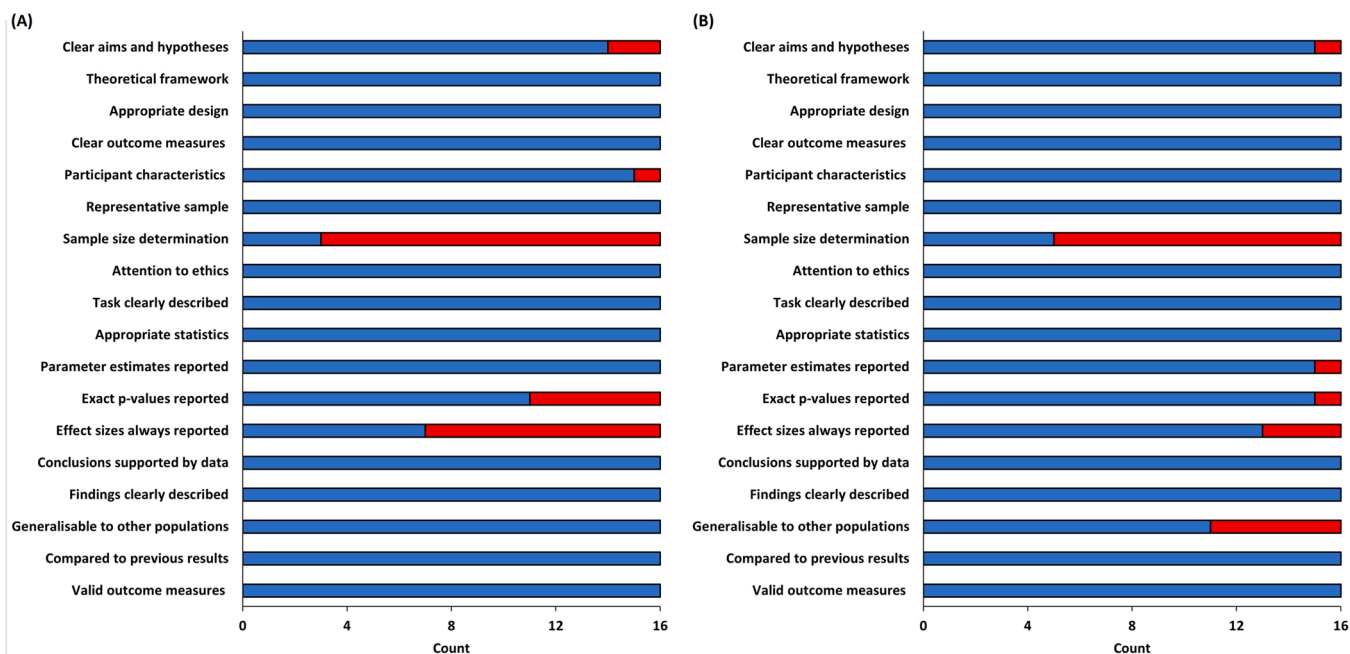 (A)
Clear aims and hypotheses
Theoretical framework
Appropriate design
Clear outcome measures
Participant characteristics
Representative sample
Sample size determination
Attention to ethics
Task clearly described
Appropriate statistics
Parameter estimates reported
Exact p-values reported
Effect sizes always reported
Conclusions supported by data
Findings clearly described
Generalisable to other populations
Compared to previous results
Valid outcome measures
0 4 8 12 16
Count
(B)
Clear aims and hypotheses
Theoretical framework
Appropriate design
Clear outcome measures
Participant characteristics
Representative sample
Sample size determination
Attention to ethics
Task clearly described
Appropriate statistics
Parameter estimates reported
Exact p-values reported
Effect sizes always reported
Conclusions supported by data
Findings clearly described
Generalisable to other populations
Compared to previous results
Valid outcome measures
0 4 8 12 16
Count